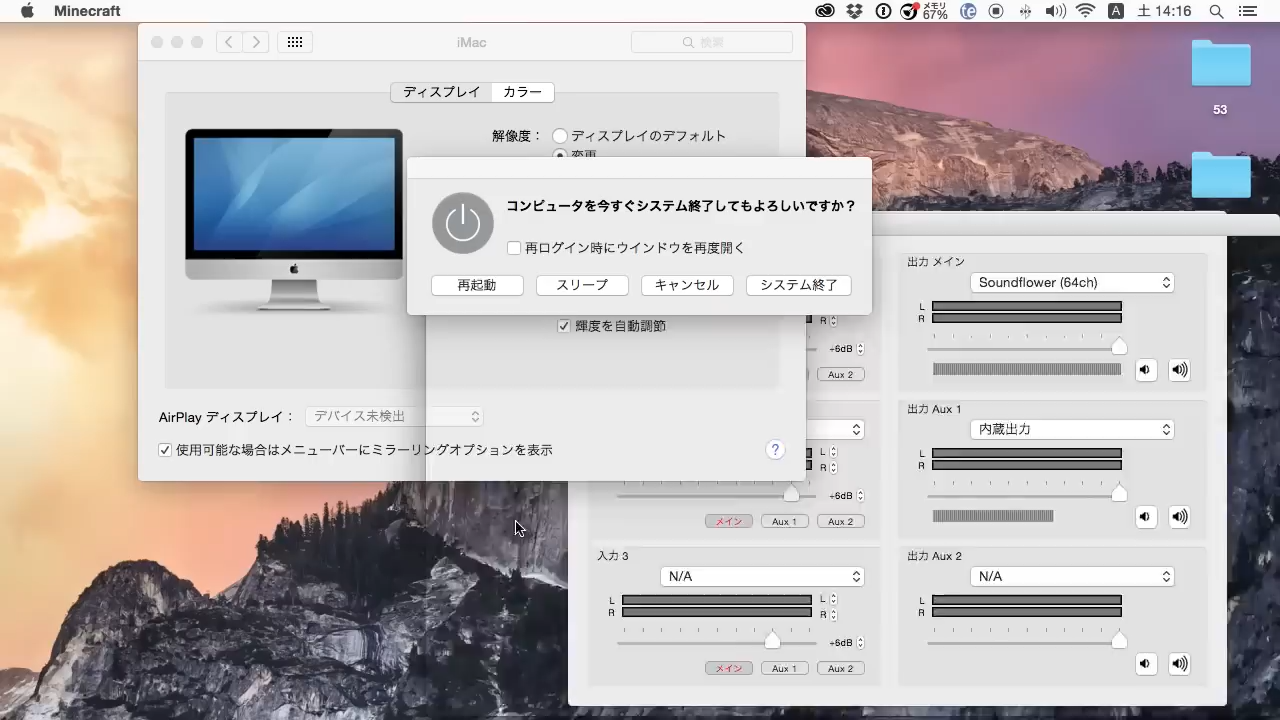 Minecraft
メモリ
67%
土 14:16
iMac
検索
ディスプレイ カラー
解像度： ディスプレイのデフォルト
変更
コンピュータを今すぐシステム終了してもよろしいですか？
再ログイン時にウインドウを再度開く
再起動 スリープ キャンセル システム終了
輝度を自動調節
AirPlay ディスプレイ： デバイス未検出
使用可能な場合はメニューバーにミラーリングオプションを表示
?
53
出力 メイン
Soundflower (64ch)
L
R
R
+6dB
Aux 2
出力 Aux 1
内蔵出力
L
R
L
R
+6dB
メイン Aux 1 Aux 2
入力 3
N/A
L
R
L
R
+6dB
メイン Aux 1 Aux 2
出力 Aux 2
N/A
L
R